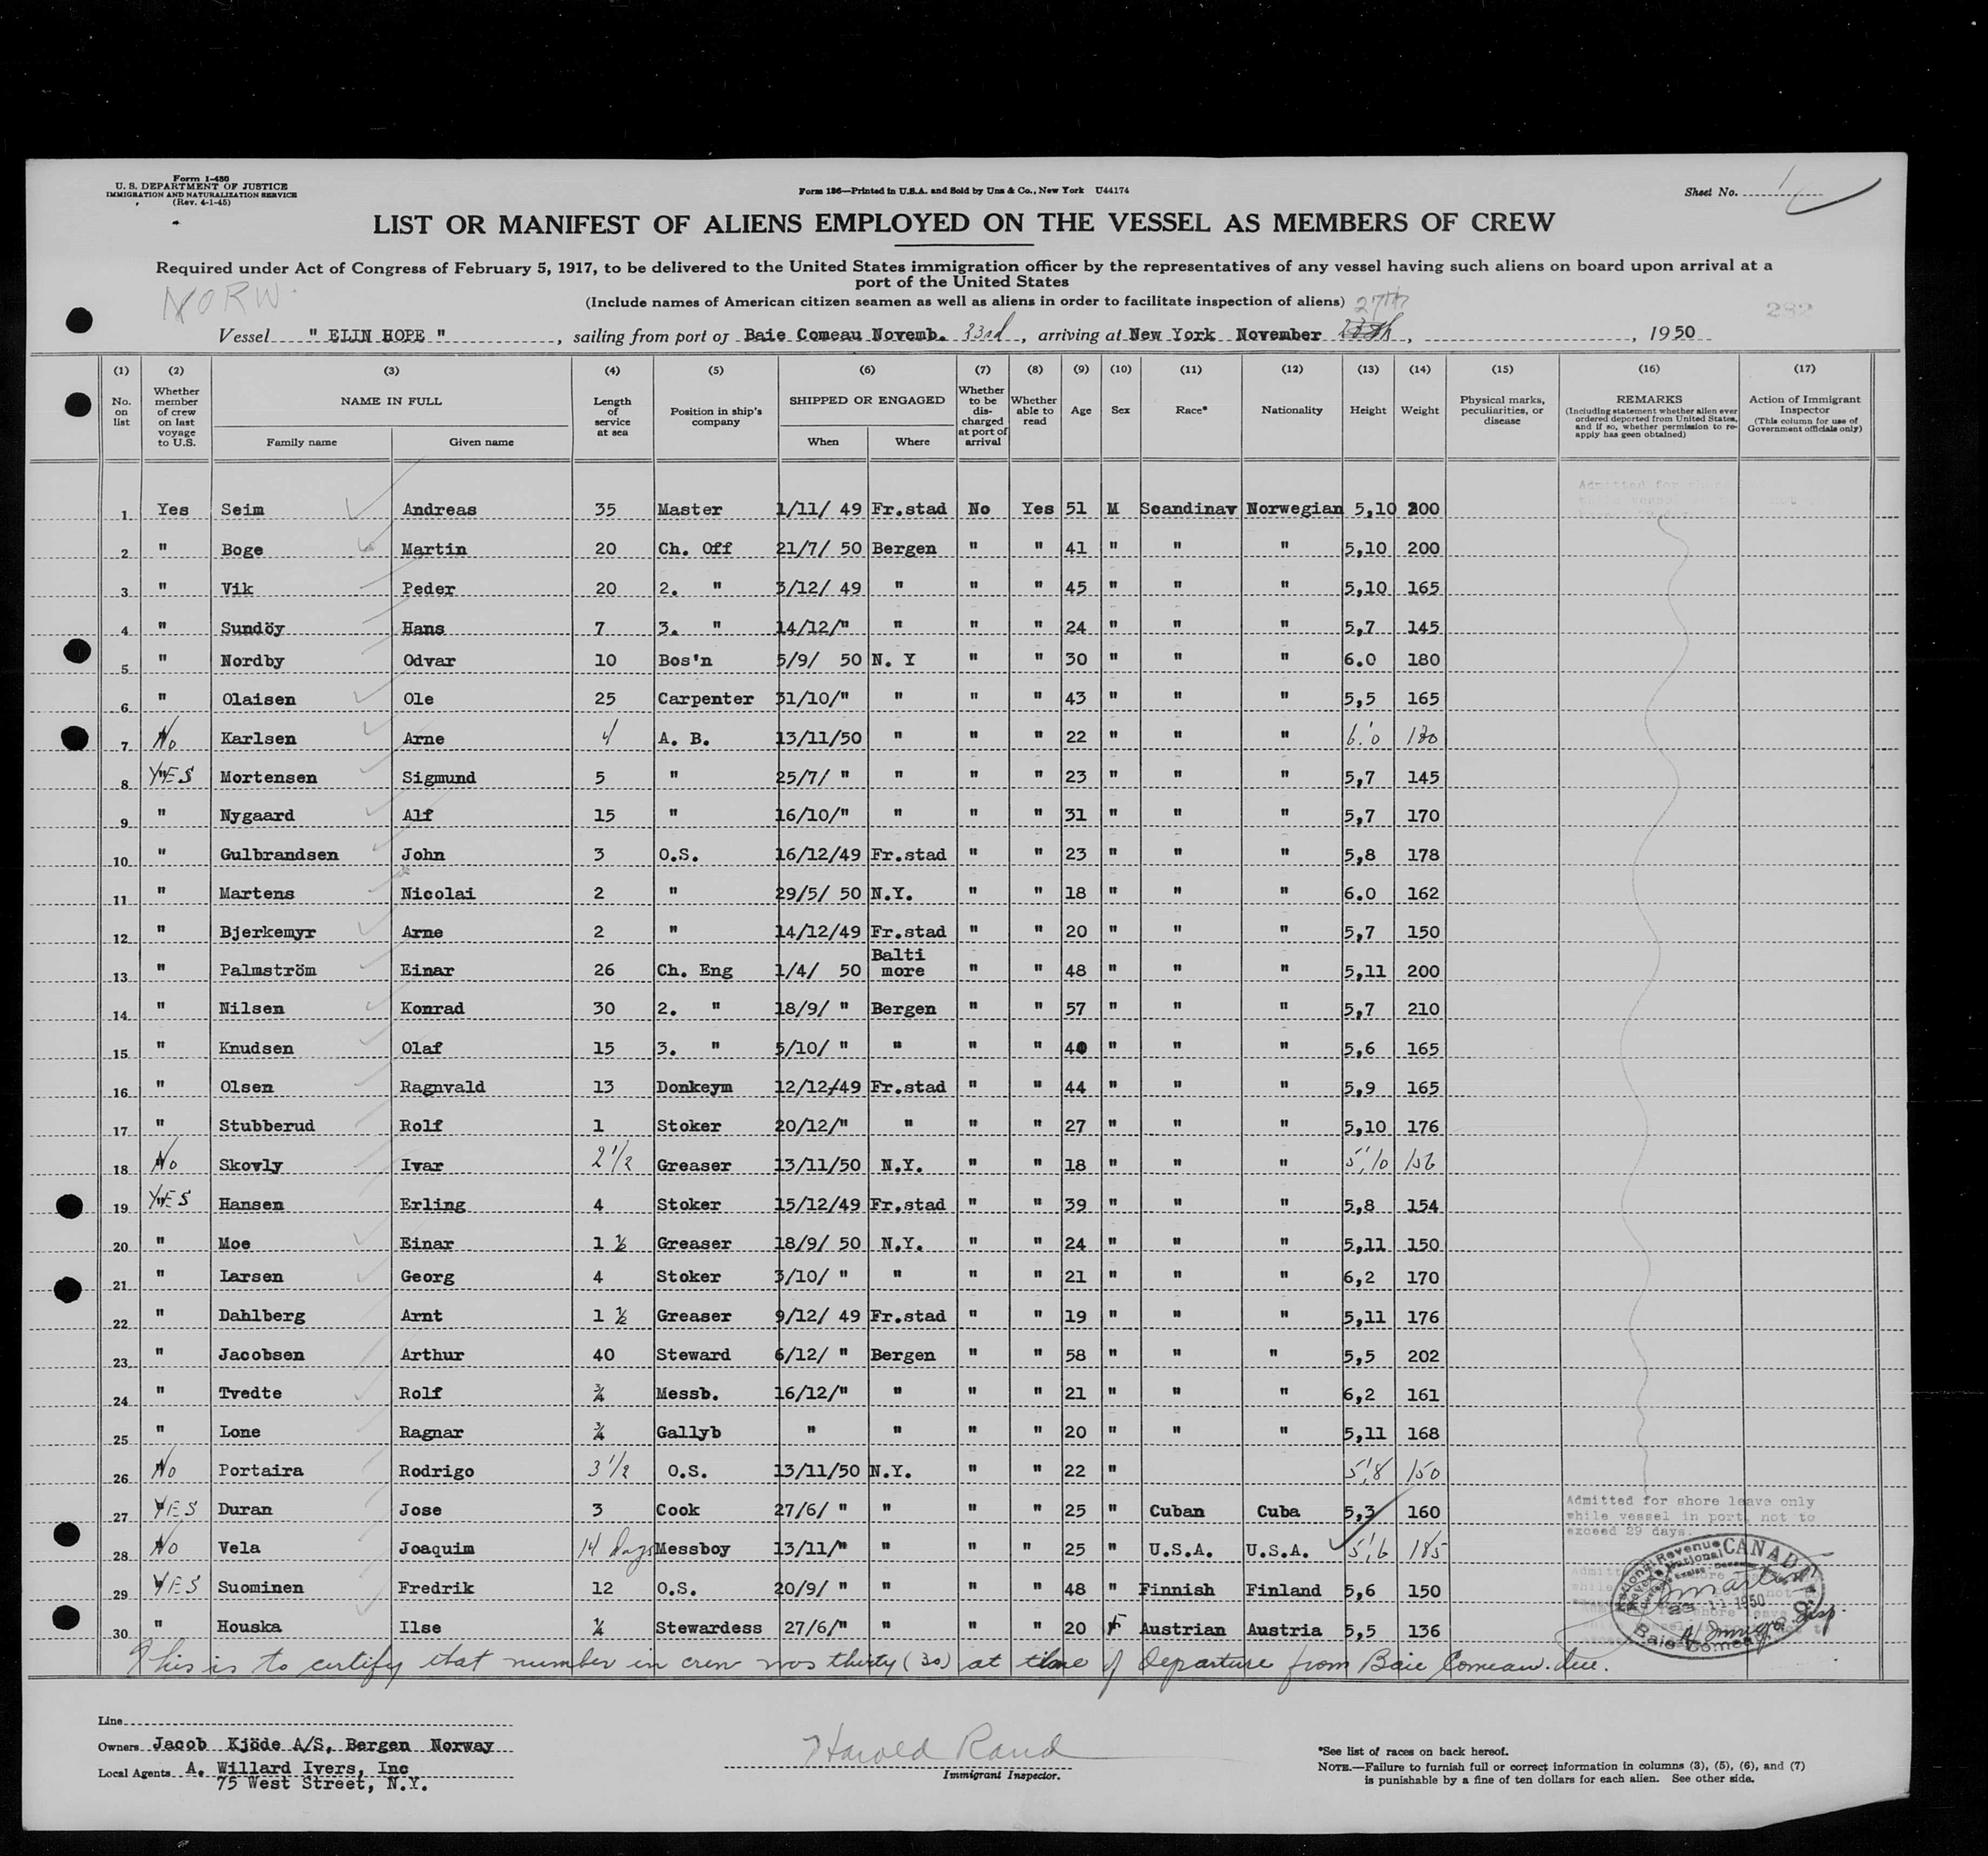 Form I-480
U. S. DEPARTMENT OF JUSTICE
IMMIGRATION AND NATURALIZATION SERVICE
(Rev. 4-1-45)
Form 186—Printed in U.S.A. and Sold by Unz & Co., New York U44174
Sheet No. 1
LIST OR MANIFEST OF ALIENS EMPLOYED ON THE VESSEL AS MEMBERS OF CREW
Required under Act of Congress of February 5, 1917, to be delivered to the United States immigration officer by the representatives of any vessel having such aliens on board upon arrival at a
port of the United States
NORW.
(Include names of American citizen seamen as well as aliens in order to facilitate inspection of aliens)
27th
282
Vessel " ELIN HOPE ", sailing from port of Baie Comeau Novemb. 23rd, arriving at New York November, 1950
(1) (2) (3) (4) (5) (6) (7) (8) (9) (10) (11) (12) (13) (14) (15) (16) (17)
No. on list
Whether member of crew on last voyage to U.S.
NAME IN FULL
Family name Given name
Length of service at sea
Position in ship's company
SHIPPED OR ENGAGED
When Where
Whether to be discharged at port of arrival
Whether able to read
Age
Sex
Race*
Nationality
Height
Weight
Physical marks, peculiarities, or disease
REMARKS
(Including statement whether alien ever ordered deported from United States, and if so, whether permission to re-apply has geen obtained)
Action of Immigrant Inspector
(This column for use of Government officials only)
1 Yes Seim Andreas 35 Master 1/11/ 49 Fr.stad No Yes 51 M Scandinav Norwegian 5,10 200
2 " Boge Martin 20 Ch. Off 21/7/ 50 Bergen " " 41 " " " 5,10 200
3 " Vik Peder 20 2. " 3/12/ 49 " " " 45 " " " 5,10 165
4 " Sundöy Hans 7 3. " 14/12/" " " " 24 " " " 5,7 145
5 " Nordby Odvar 10 Bos'n 5/9/ 50 N. Y " " 30 " " " 6.0 180
6 " Olaisen Ole 25 Carpenter 31/10/" " " " 43 " " " 5,5 165
7 No Karlsen Arne 4 A. B. 13/11/50 " " " 22 " " " 6'.0
8 YES Mortensen Sigmund 5 " 25/7/ " " " " 23 " " " 5,7 145
9 " Nygaard Alf 15 " 16/10/" " " " 31 " " " 5,7 170
10 " Gulbrandsen John 3 O.S. 16/12/49 Fr.stad " " 23 " " " 5,8 178
11 " Martens Nicolai 2 " 29/5/ 50 N.Y. " " 18 " " " 6.0 162
12 " Bjerkemyr Arne 2 " 14/12/49 Fr.stad " " 20 " " " 5,7 150
13 " Palmström Einar 26 Ch. Eng 1/4/ 50 Balti more " " 48 " " " 5,11 200
14 " Nilsen Konrad 30 2. " 18/9/ " Bergen " " 57 " " " 5,7 210
15 " Knudsen Olaf 15 3. " 5/10/ " " " " 40 " " " 5,6 165
16 " Olsen Ragnvald 13 Donkeym 12/12/49 Fr.stad " " 44 " " " 5,9 165
17 " Stubberud Rolf 1 Stoker 20/12/" " " " 27 " " " 5,10 176
18 No Skovly Ivar 2 1/2 Greaser 13/11/50 N.Y. " " 18 " " " 5',10 156
19 YES Hansen Erling 4 Stoker 15/12/49 Fr.stad " " 39 " " " 5,8 154
20 " Moe Einar 1 ½ Greaser 18/9/ 50 N.Y. " " 24 " " " 5,11 150
21 " Larsen Georg 4 Stoker 3/10/ " " " " 21 " " " 6,2 170
22 " Dahlberg Arnt 1 ½ Greaser 9/12/ 49 Fr.stad " " 19 " " " 5,11 176
23 " Jacobsen Arthur 40 Steward 6/12/ " Bergen " " 58 " " " 5,5 202
24 " Tvedte Rolf ¾ Messb. 16/12/" " " " 21 " " " 6,2 161
25 " Lone Ragnar ¾ Gallyb " " " " 20 " " " 5,11 168
26 No Portaira Rodrigo 3 1/2 O.S. 13/11/50 N.Y. " " 22 " 5',8 150
27 YES Duran Jose 3 Cook 27/6/ " " " " 25 " Cuban Cuba 5,3 160 Admitted for shore leave only while vessel in port, not to exceed 29 days.
28 No Vela Joaquim 14 days Messboy 13/11/" " " " 25 " U.S.A. U.S.A. 5',6 185
29 YES Suominen Fredrik 12 O.S. 20/9/ " " " " 48 " Finnish Finland 5,6 150
30 " Houska Ilse ¼ Stewardess 27/6/" " " " 20 F Austrian Austria 5,5 136
National Revenue CANADA
23 11 1950
Baie Comeau
This is to certify that number in crew was thirty (30) at time of Departure from Baie Comeau. Que.
Line
Owners Jacob Kjöde A/S, Bergen Norway
Local Agents A. Willard Ivers, Inc
75 West Street, N.Y.
Harold Rand
Immigrant Inspector.
*See list of races on back hereof.
NOTE.—Failure to furnish full or correct information in columns (3), (5), (6), and (7)
is punishable by a fine of ten dollars for each alien. See other side.